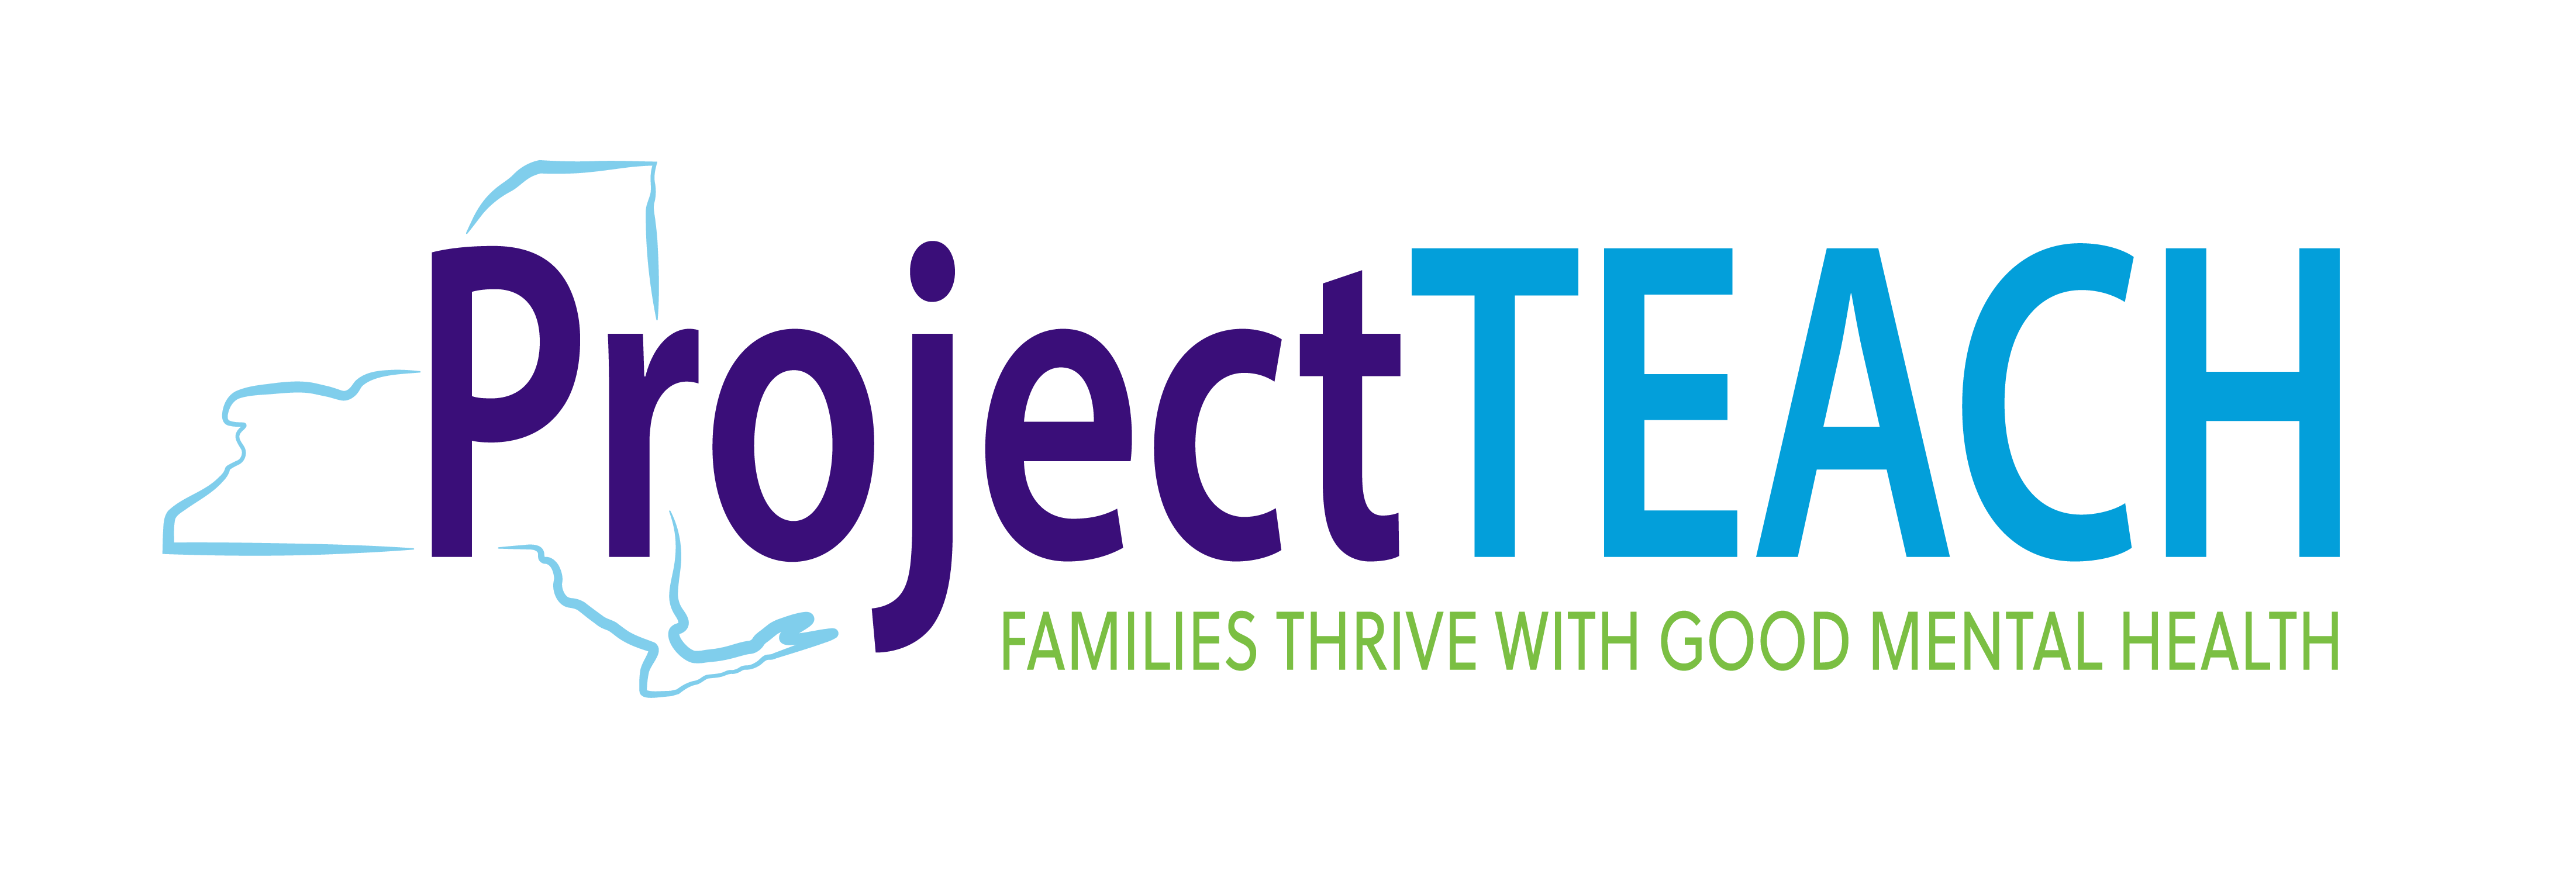 ProjectTEACH
FAMILIES THRIVE WITH GOOD MENTAL HEALTH